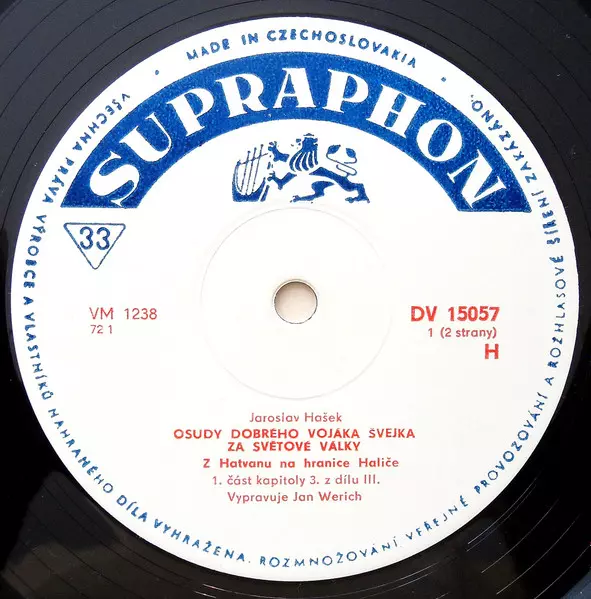 MADE IN CZECHOSLOVAKIA
SUPRAPHON
33
VM 1238
72 1
DV 15057
1 (2 strany)
H
Jaroslav Hašek
OSUDY DOBRÉHO VOJÁKA ŠVEJKA
ZA SVĚTOVÉ VÁLKY
Z Hatvanu na hranice Haliče
1. část kapitoly 3. z dílu III.
Vypravuje Jan Werich
VŠECHNA PRÁVA VÝROBCE A VLASTNÍKŮ NAHRANÉHO DÍLA VYHRAŽENA. ROZMNOŽOVÁNÍ VEŘEJNÉ PROVOZOVÁNÍ A ROZHLASOVÉ ŠÍŘENÍ ZAKÁZÁNO.